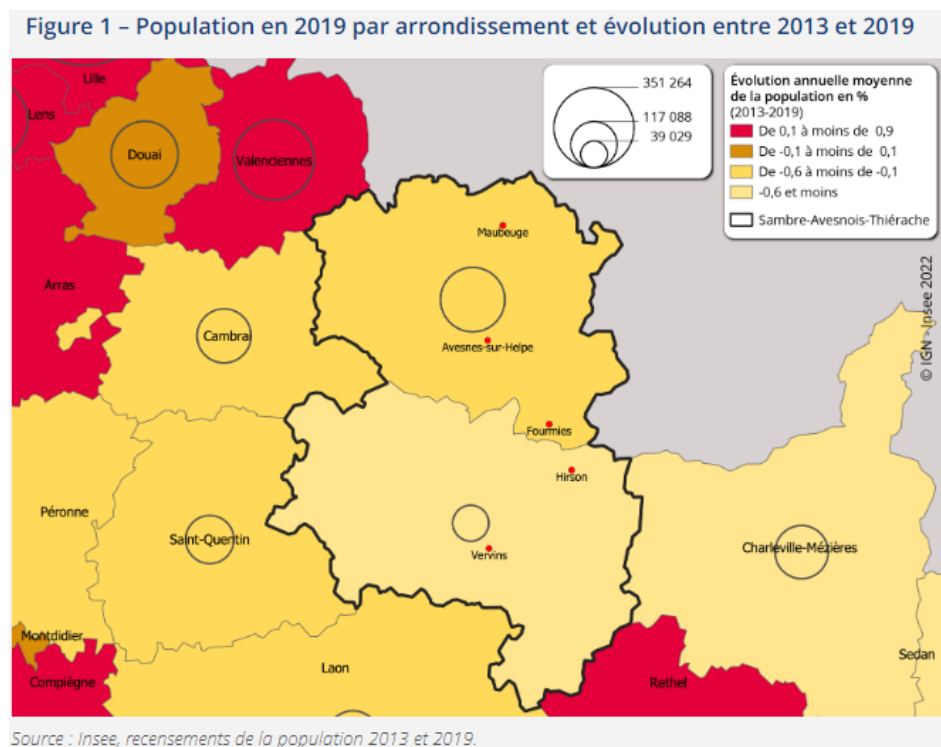 Figure 1 – Population en 2019 par arrondissement et évolution entre 2013 et 2019
Lille
Lens
Douai
Valenciennes
351 264
117 088
39 029
Évolution annuelle moyenne
de la population en %
(2013-2019)
De 0,1 à moins de 0,9
De -0,1 à moins de 0,1
De -0,6 à moins de -0,1
-0,6 et moins
Sambre-Avesnois-Thiérache
Maubeuge
Arras
Cambrai
Avesnes-sur-Helpe
© IGN - Insee 2022
Fourmies
Hirson
Péronne
Saint-Quentin
Vervins
Charleville-Mézières
Montdidier
Laon
Sedan
Compiègne
Rethel
Source : Insee, recensements de la population 2013 et 2019.